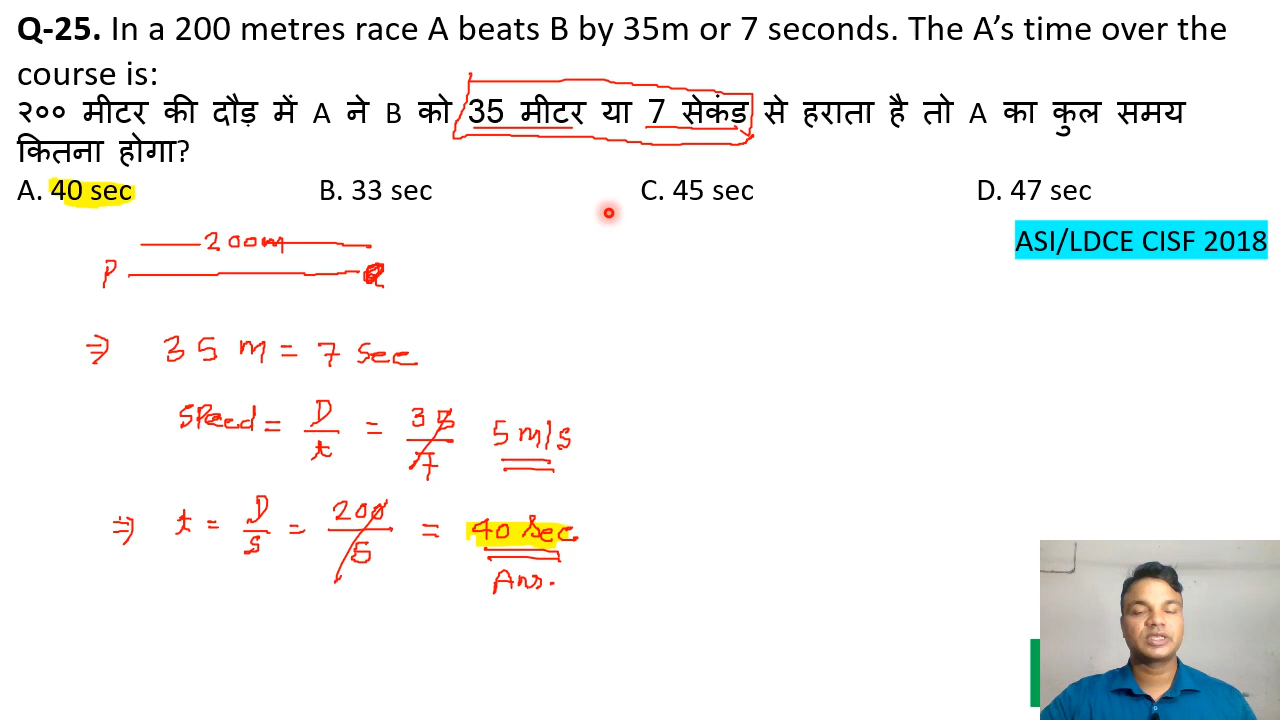 Q-25. In a 200 metres race A beats B by 35m or 7 seconds. The A’s time over the
course is:
२०० मीटर की दौड़ में A ने B को 35 मीटर या 7 सेकंड से हराता है तो A का कुल समय
कितना होगा?
A. 40 sec B. 33 sec C. 45 sec D. 47 sec
ASI/LDCE CISF 2018
200m
P Q
⇒ 35 m = 7 sec
Speed = D/t = 35/7 5 m/s
⇒ t = D/s = 200/5 = 40 Sec.
Ans.